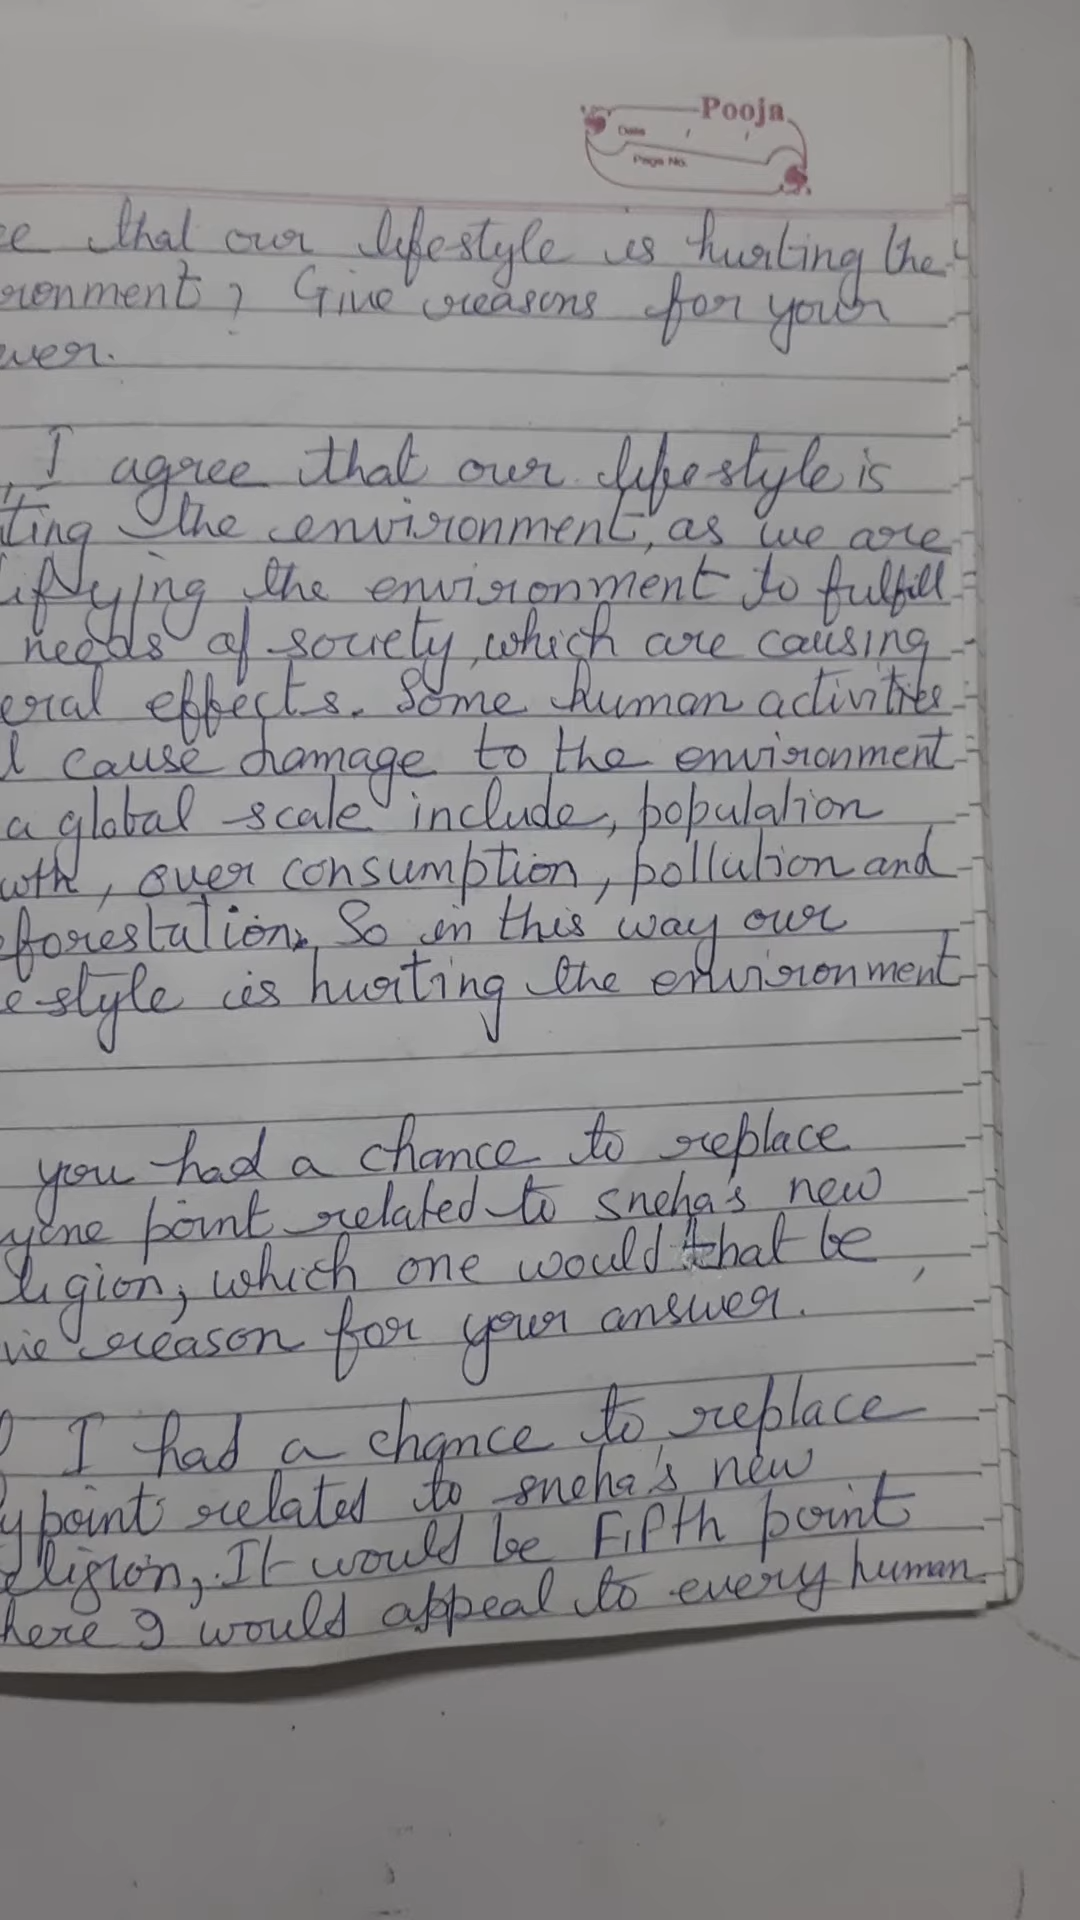 Pooja
Date / /
Page No.
ee that our lifestyle is hurting the
ronment? Give reasons for your
wer.
I agree that our lifestyle is
ting the environment, as we are
ifying the environment to fulfill
needs of society, which are causing
eral effects. Some human activities
l cause damage to the environment
a global scale include, population
wth, over consumption, pollution and
forestation. So in this way our
e style is hurting the environment
you had a chance to replace
yone point related to sneha's new
ligion, which one would that be
vie reason for your answer.
I had a chance to replace
y point related to sneha's new
eligion, It would be Fifth point
here I would appeal to every human